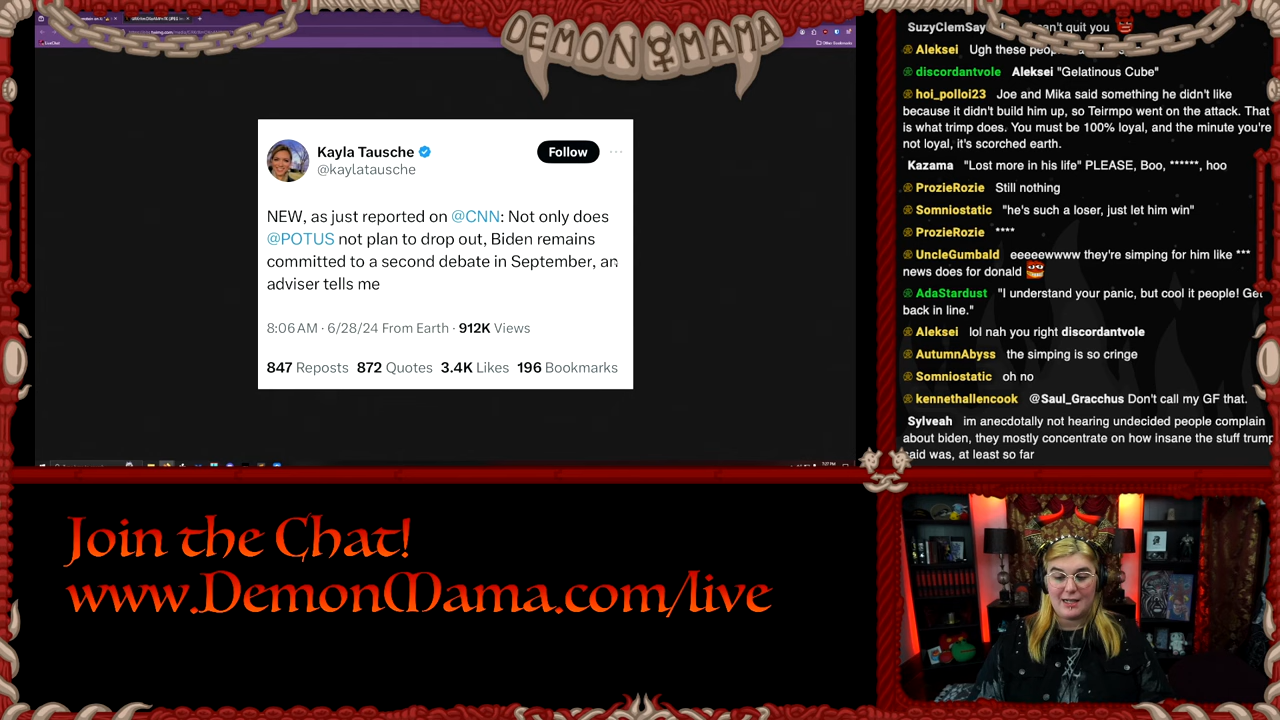 DEMON MAMA
LiveChat
Other Bookmarks
Kayla Tausche
@kaylatausche
Follow
NEW, as just reported on @CNN: Not only does
@POTUS not plan to drop out, Biden remains
committed to a second debate in September, an
adviser tells me
8:06 AM · 6/28/24 From Earth · 912K Views
847 Reposts 872 Quotes 3.4K Likes 196 Bookmarks
7:27 PM
SuzyClemSay
n't quit you
Aleksei Ugh these
discordantvole Aleksei "Gelatinous Cube"
hoi_polloi23 Joe and Mika said something he didn't like
because it didn't build him up, so Teirmpo went on the attack. That
is what trimp does. You must be 100% loyal, and the minute you're
not loyal, it's scorched earth.
Kazama "Lost more in his life" PLEASE, Boo, ******, hoo
ProzieRozie Still nothing
Somniostatic "he's such a loser, just let him win"
ProzieRozie ****
UncleGumbald eeeeewwww they're simping for him like ***
news does for donald
AdaStardust "I understand your panic, but cool it people! Get
back in line."
Aleksei lol nah you right discordantvole
AutumnAbyss the simping is so cringe
Somniostatic oh no
kennethallencook @Saul_Gracchus Don't call my GF that.
Sylveah im anecdotally not hearing undecided people complain
about biden, they mostly concentrate on how insane the stuff trump
said was, at least so far
Join the Chat!
www.DemonMama.com/live